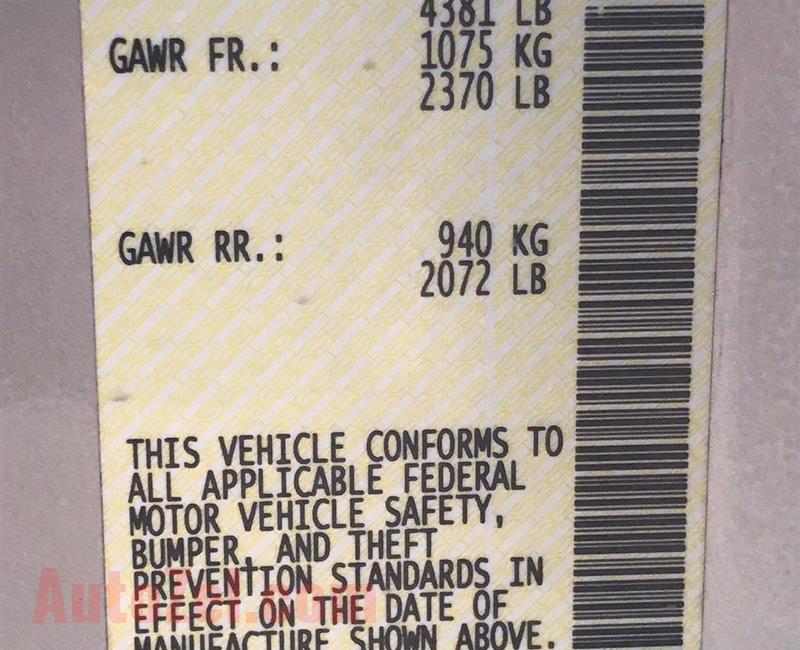 4381 LB
GAWR FR.: 1075 KG
2370 LB
GAWR RR.: 940 KG
2072 LB
THIS VEHICLE CONFORMS TO
ALL APPLICABLE FEDERAL
MOTOR VEHICLE SAFETY,
BUMPER, AND THEFT
PREVENTION STANDARDS IN
EFFECT ON THE DATE OF
MANUFACTURE SHOWN ABOVE.
Autotel.com